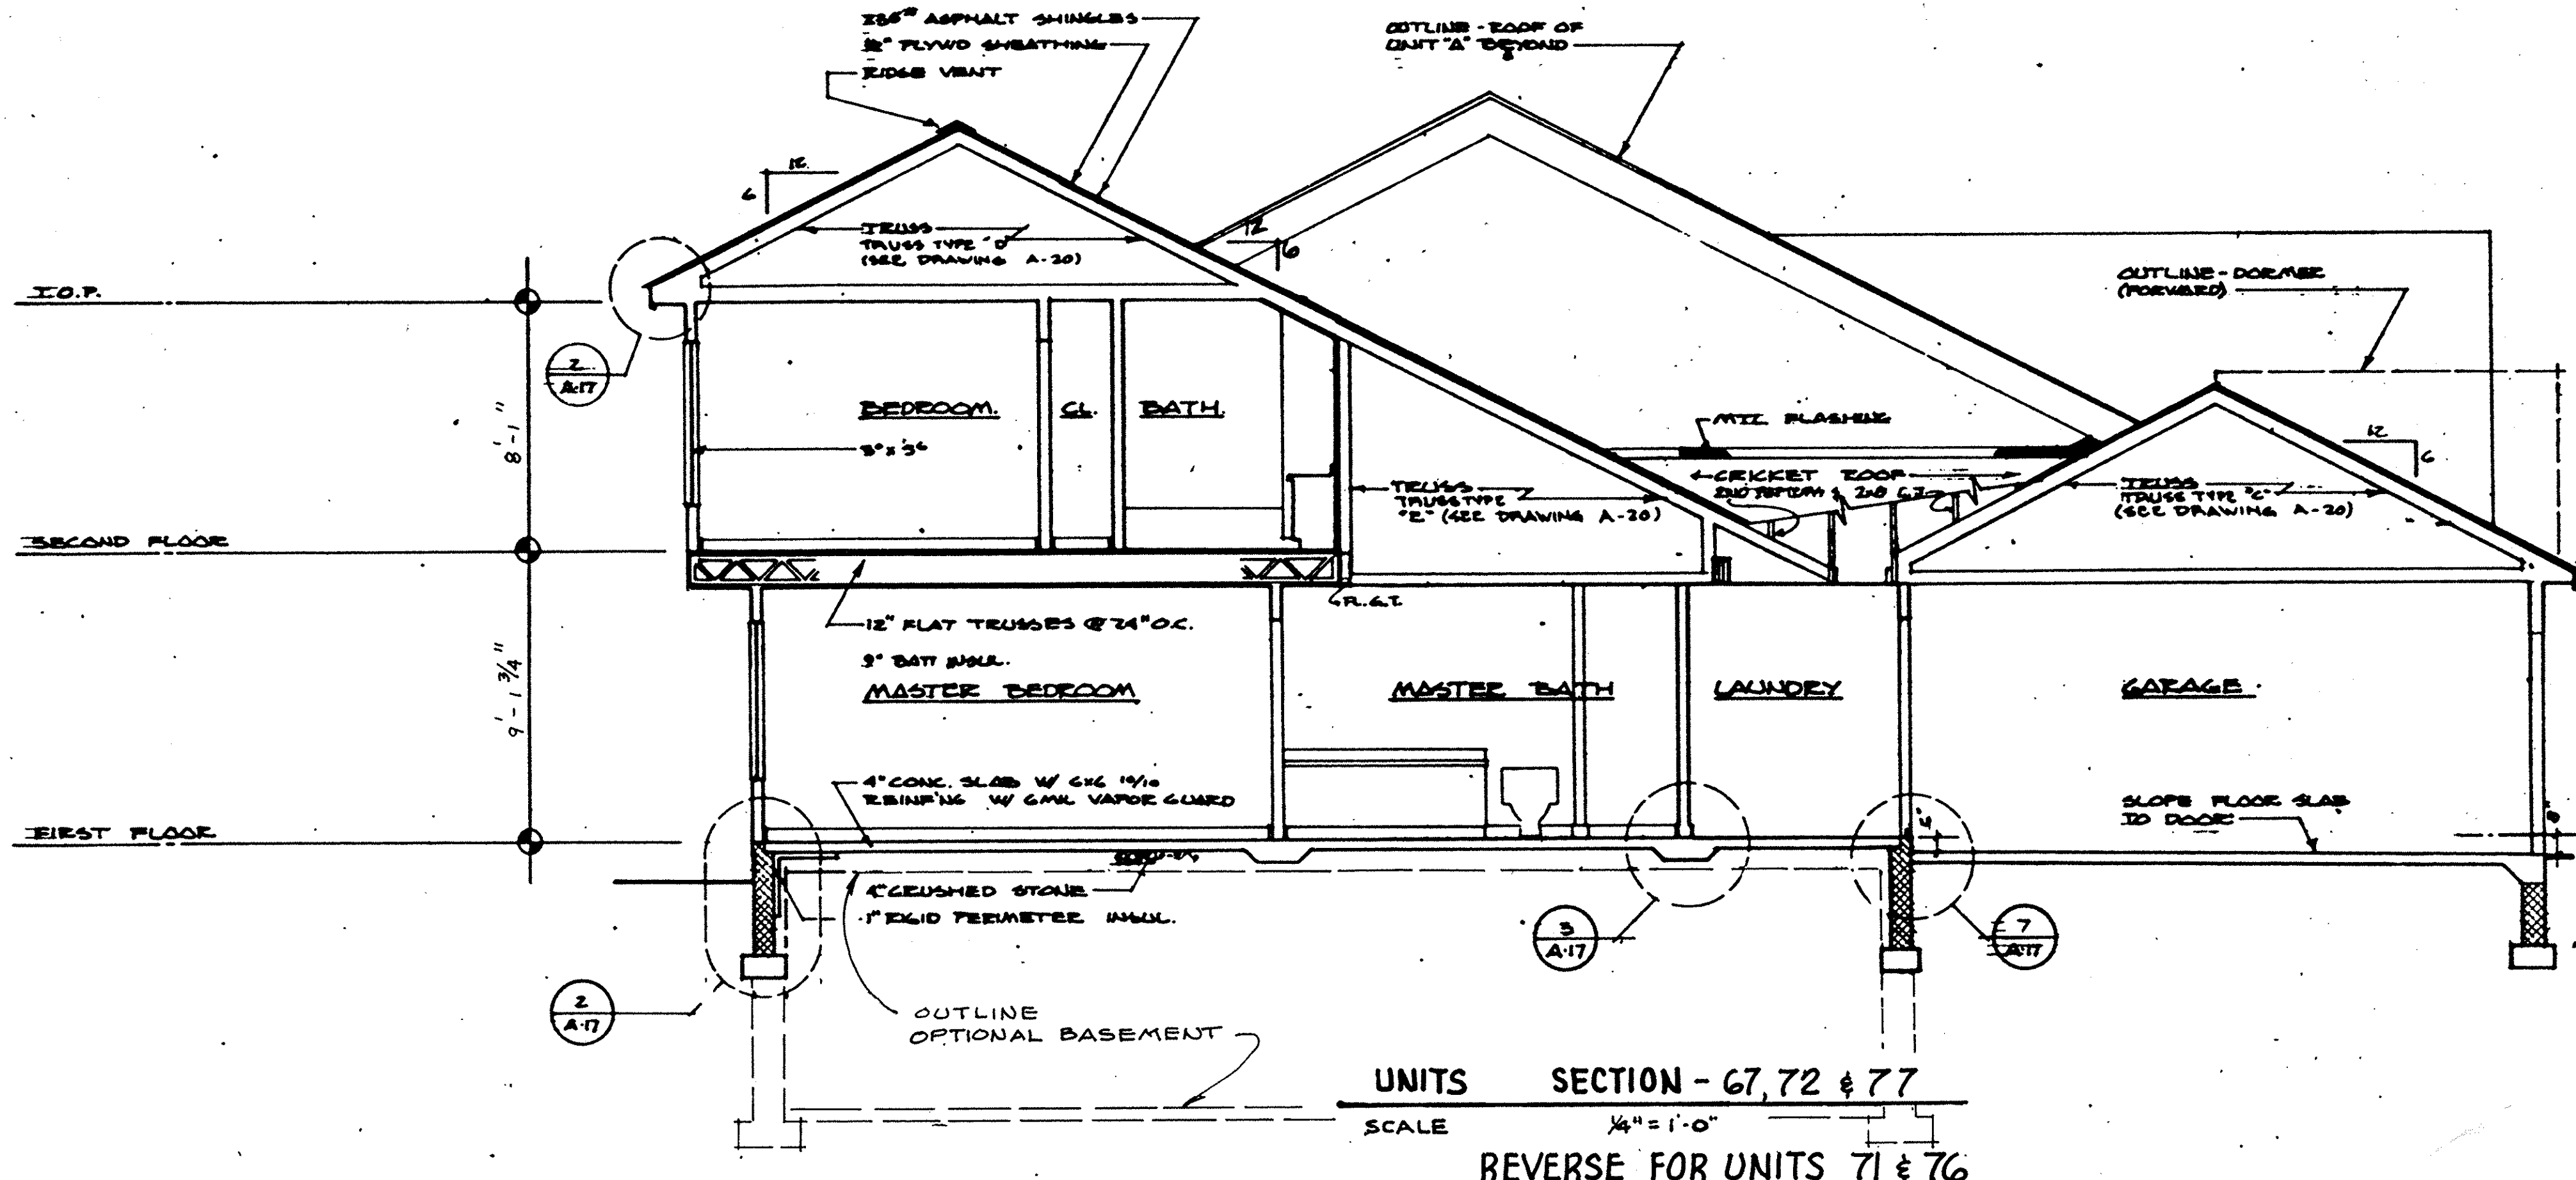 ASPHALT SHINGLES
½" PLYWD SHEATHING
RIDGE VENT
OUTLINE - ROOF OF
UNIT "A" BEYOND
12
6
TRUSS
TRUSS TYPE "D"
(SEE DRAWING A-20)
12
6
T.O.P.
OUTLINE - DORMER
(FORWARD)
2
A-17
8'-1"
BEDROOM.
CL.
BATH.
MTL FLASHING
12
6
CRICKET ROOF
TRUSS
TRUSS TYPE
"E" (SEE DRAWING A-20)
TRUSS
TRUSS TYPE "C"
(SEE DRAWING A-20)
SECOND FLOOR
12" FLAT TRUSSES @ 24" O.C.
9" BATT INSUL.
9'-1 3/4"
MASTER BEDROOM
MASTER BATH
LAUNDRY
GARAGE
4" CONC. SLAB W/ 6x6 10/10
REINF'NG W/ 6MIL VAPOR GUARD
SLOPE FLOOR SLAB
TO DOOR
4"
8"
FIRST FLOOR
4" CRUSHED STONE
1" RIGID PERIMETER INSUL.
3
A-17
7
A-17
2
A-17
OUTLINE
OPTIONAL BASEMENT
UNITS SECTION - 67, 72 & 77
SCALE ¼" = 1'-0"
REVERSE FOR UNITS 71 & 76